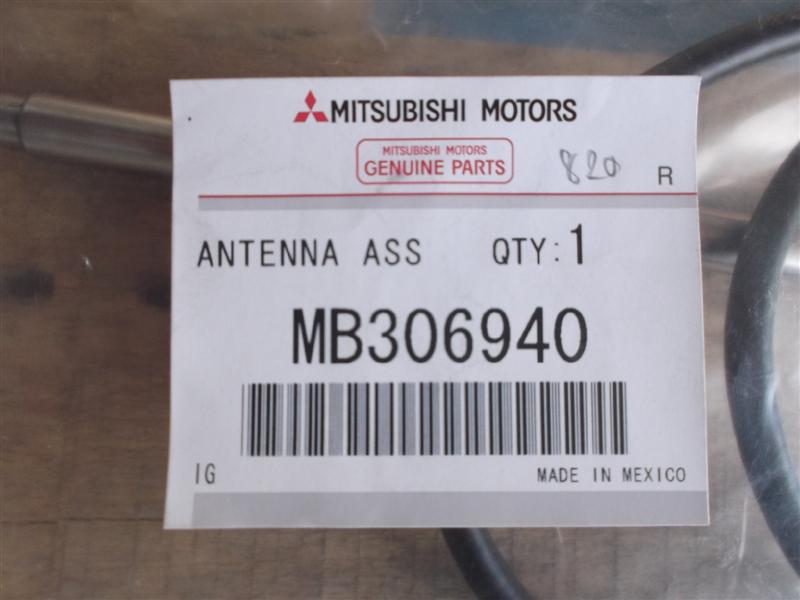 MITSUBISHI MOTORS
MITSUBISHI MOTORS
GENUINE PARTS
820
R
ANTENNA ASS QTY:1
MB306940
IG MADE IN MEXICO